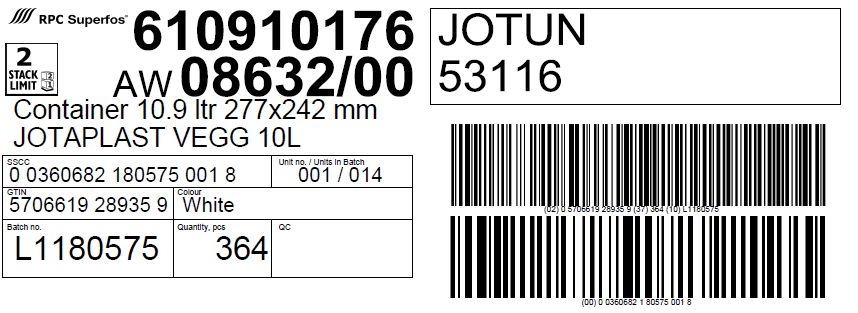 RPC Superfos
610910176
2
STACK
LIMIT
AW 08632/00
Container 10.9 ltr 277x242 mm
JOTAPLAST VEGG 10L
SSCC
0 0360682 180575 001 8
Unit no. / Units in Batch
001 / 014
GTIN
5706619 28935 9
Colour
White
Batch no.
L1180575
Quantity, pcs
364
QC
JOTUN
53116
(02) 0 5706619 28935 9 (37) 364 (10) L1180575
(00) 0 0360682 1 80575 001 8